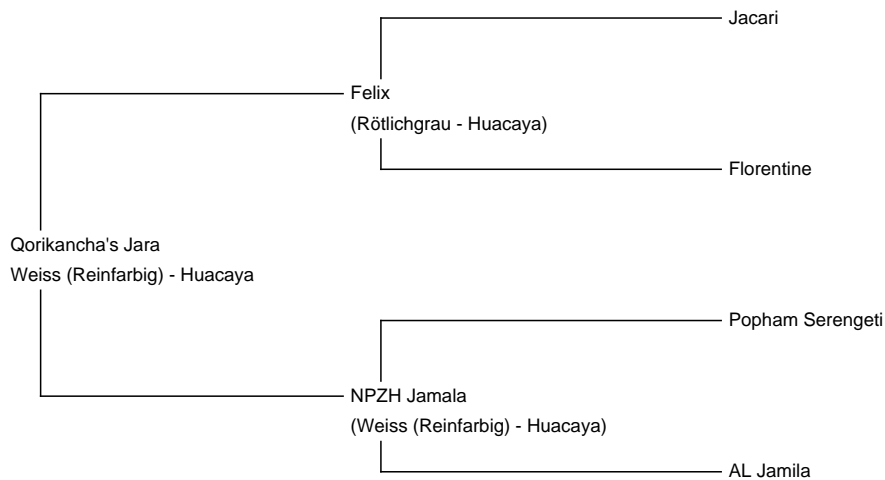 Jacari
Felix
(Rötlichgrau - Huacaya)
Florentine
Qorikancha's Jara
Weiss (Reinfarbig) - Huacaya
Popham Serengeti
NPZH Jamala
(Weiss (Reinfarbig) - Huacaya)
AL Jamila